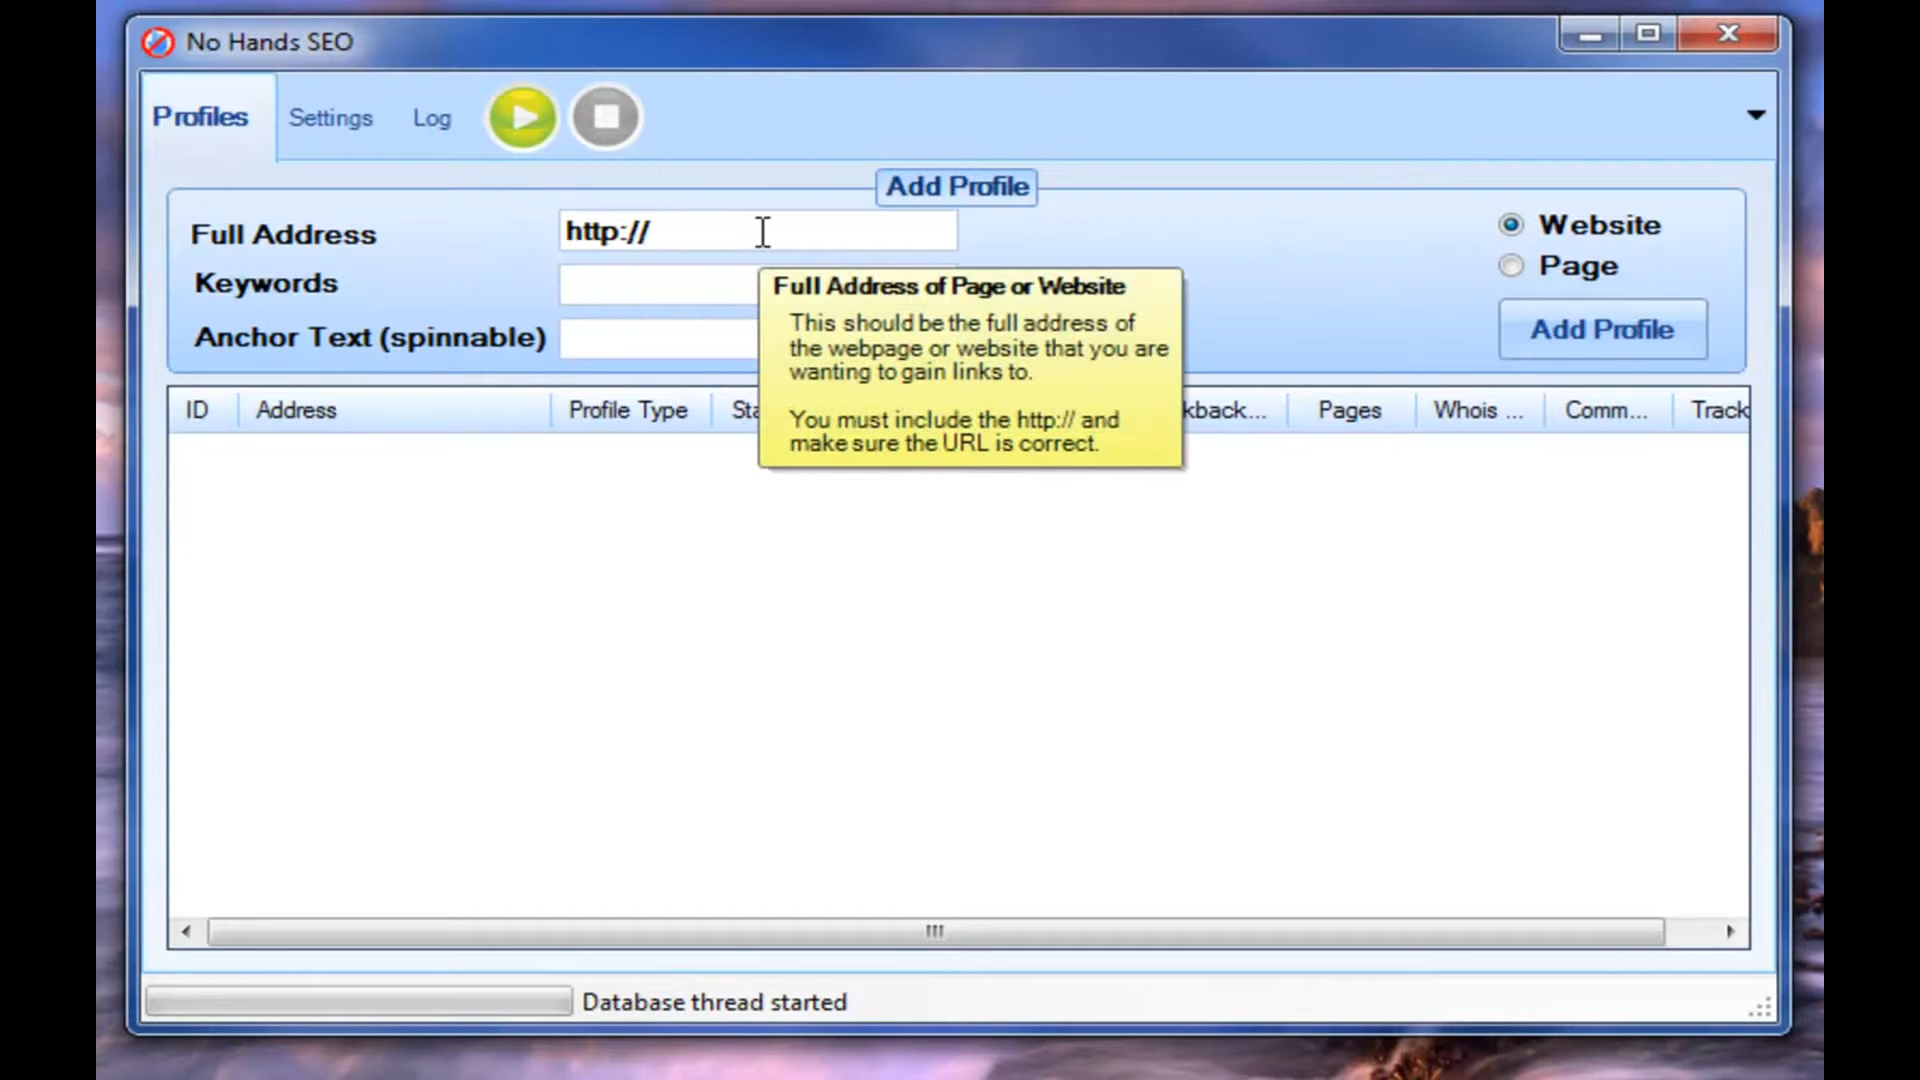 No Hands SEO
Profiles Settings Log
Add Profile
Full Address http:// Website
Keywords Page
Anchor Text (spinnable) Add Profile
Full Address of Page or Website
This should be the full address of
the webpage or website that you are
wanting to gain links to.
You must include the http:// and
make sure the URL is correct.
ID Address Profile Type Sta kback... Pages Whois ... Comm... Track
Database thread started